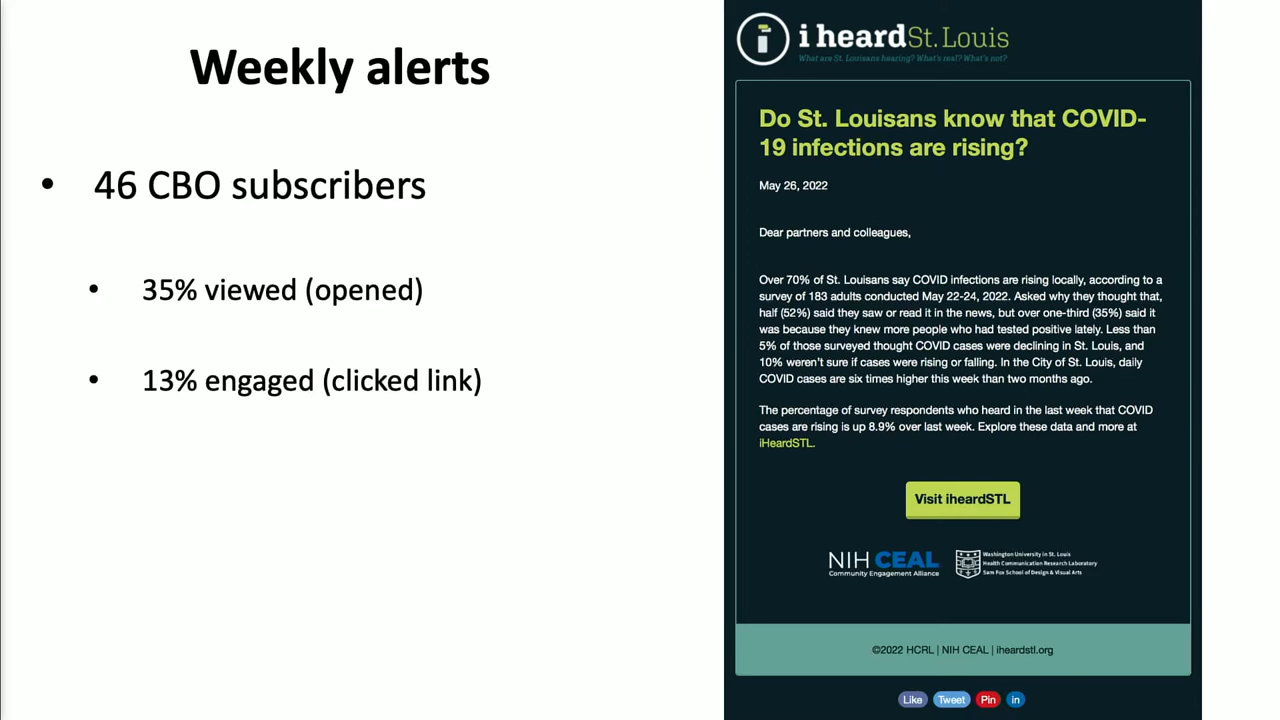 Weekly alerts
• 46 CBO subscribers
• 35% viewed (opened)
• 13% engaged (clicked link)
i heardSt.Louis
What are St. Louisans hearing? What's real? What's not?
Do St. Louisans know that COVID-
19 infections are rising?
May 26, 2022
Dear partners and colleagues,
Over 70% of St. Louisans say COVID infections are rising locally, according to a
survey of 183 adults conducted May 22-24, 2022. Asked why they thought that,
half (52%) said they saw or read it in the news, but over one-third (35%) said it
was because they knew more people who had tested positive lately. Less than
5% of those surveyed thought COVID cases were declining in St. Louis, and
10% weren't sure if cases were rising or falling. In the City of St. Louis, daily
COVID cases are six times higher this week than two months ago.
The percentage of survey respondents who heard in the last week that COVID
cases are rising is up 8.9% over last week. Explore these data and more at
iHeardSTL.
Visit iheardSTL
NIH CEAL
Community Engagement Alliance
Washington University in St. Louis
Health Communication Research Laboratory
Sam Fox School of Design & Visual Arts
©2022 HCRL | NIH CEAL | iheardstl.org
Like Tweet Pin in